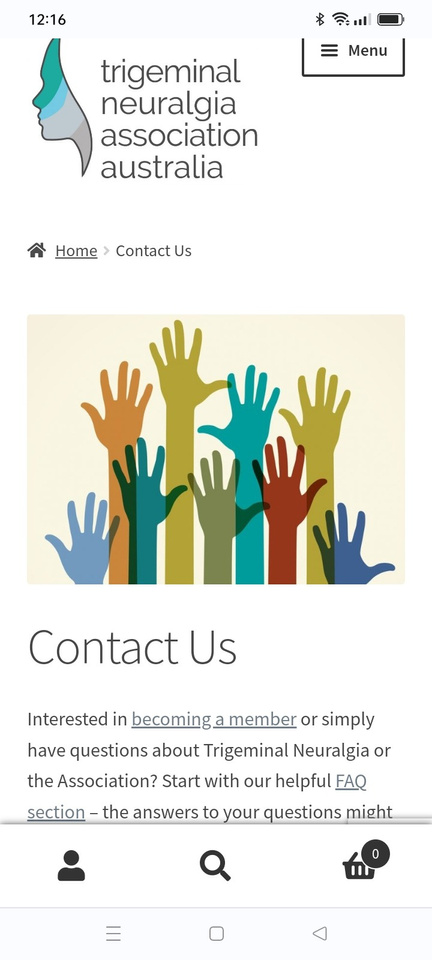 12:16
trigeminal
neuralgia
association
australia
Menu
Home > Contact Us
Contact Us
Interested in becoming a member or simply
have questions about Trigeminal Neuralgia or
the Association? Start with our helpful FAQ
section – the answers to your questions might
0